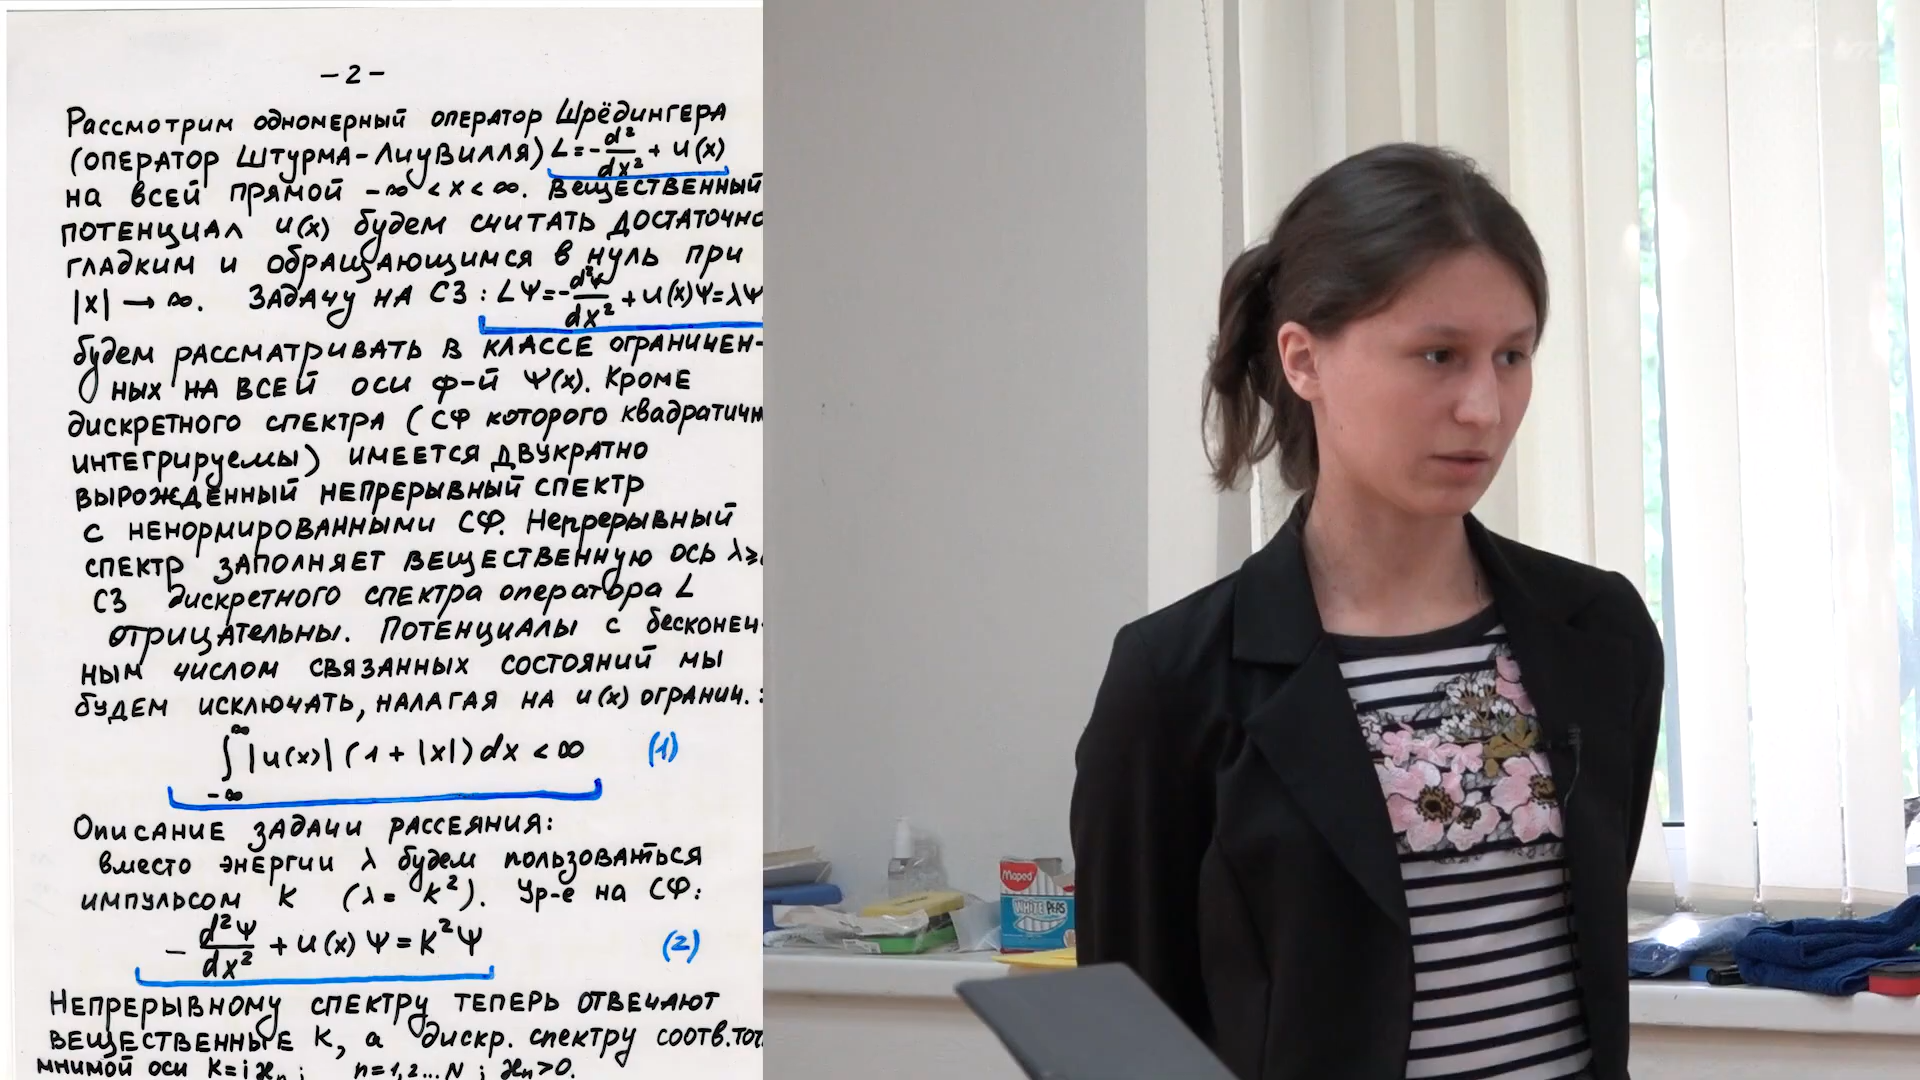 - 2 -
Рассмотрим одномерный оператор Шрёдингера
(оператор Штурма-Лиувилля) L = - d²/dx² + u(x)
на всей прямой -∞ < x < ∞. Вещественный
потенциал u(x) будем считать достаточно
гладким и обращающимся в нуль при
|x| → ∞. Задачу на СЗ: LΨ = - d²Ψ/dx² + u(x)Ψ = λΨ
будем рассматривать в классе ограничен-
ных на всей оси ф-й Ψ(x). Кроме
дискретного спектра (СФ которого квадратичн
интегрируемы) имеется двукратно
вырожденный непрерывный спектр
с ненормированными СФ. Непрерывный
спектр заполняет вещественную ось λ ≥
СЗ дискретного спектра оператора L
отрицательны. Потенциалы с бесконеч-
ным числом связанных состояний мы
будем исключать, налагая на u(x) огранич. :
∫_{-∞}^{∞} |u(x)| (1 + |x|) dx < ∞ (1)
Описание задачи рассеяния:
вместо энергии λ будем пользоваться
импульсом k (λ = k²). Ур-е на СФ:
- d²Ψ/dx² + u(x) Ψ = k²Ψ (2)
Непрерывному спектру теперь отвечают
вещественные k, а дискр. спектру соотв. точ
мнимой оси k = iϰₙ ; n = 1, 2 ... N ; ϰₙ > 0.
Maped
WHITE PEPS